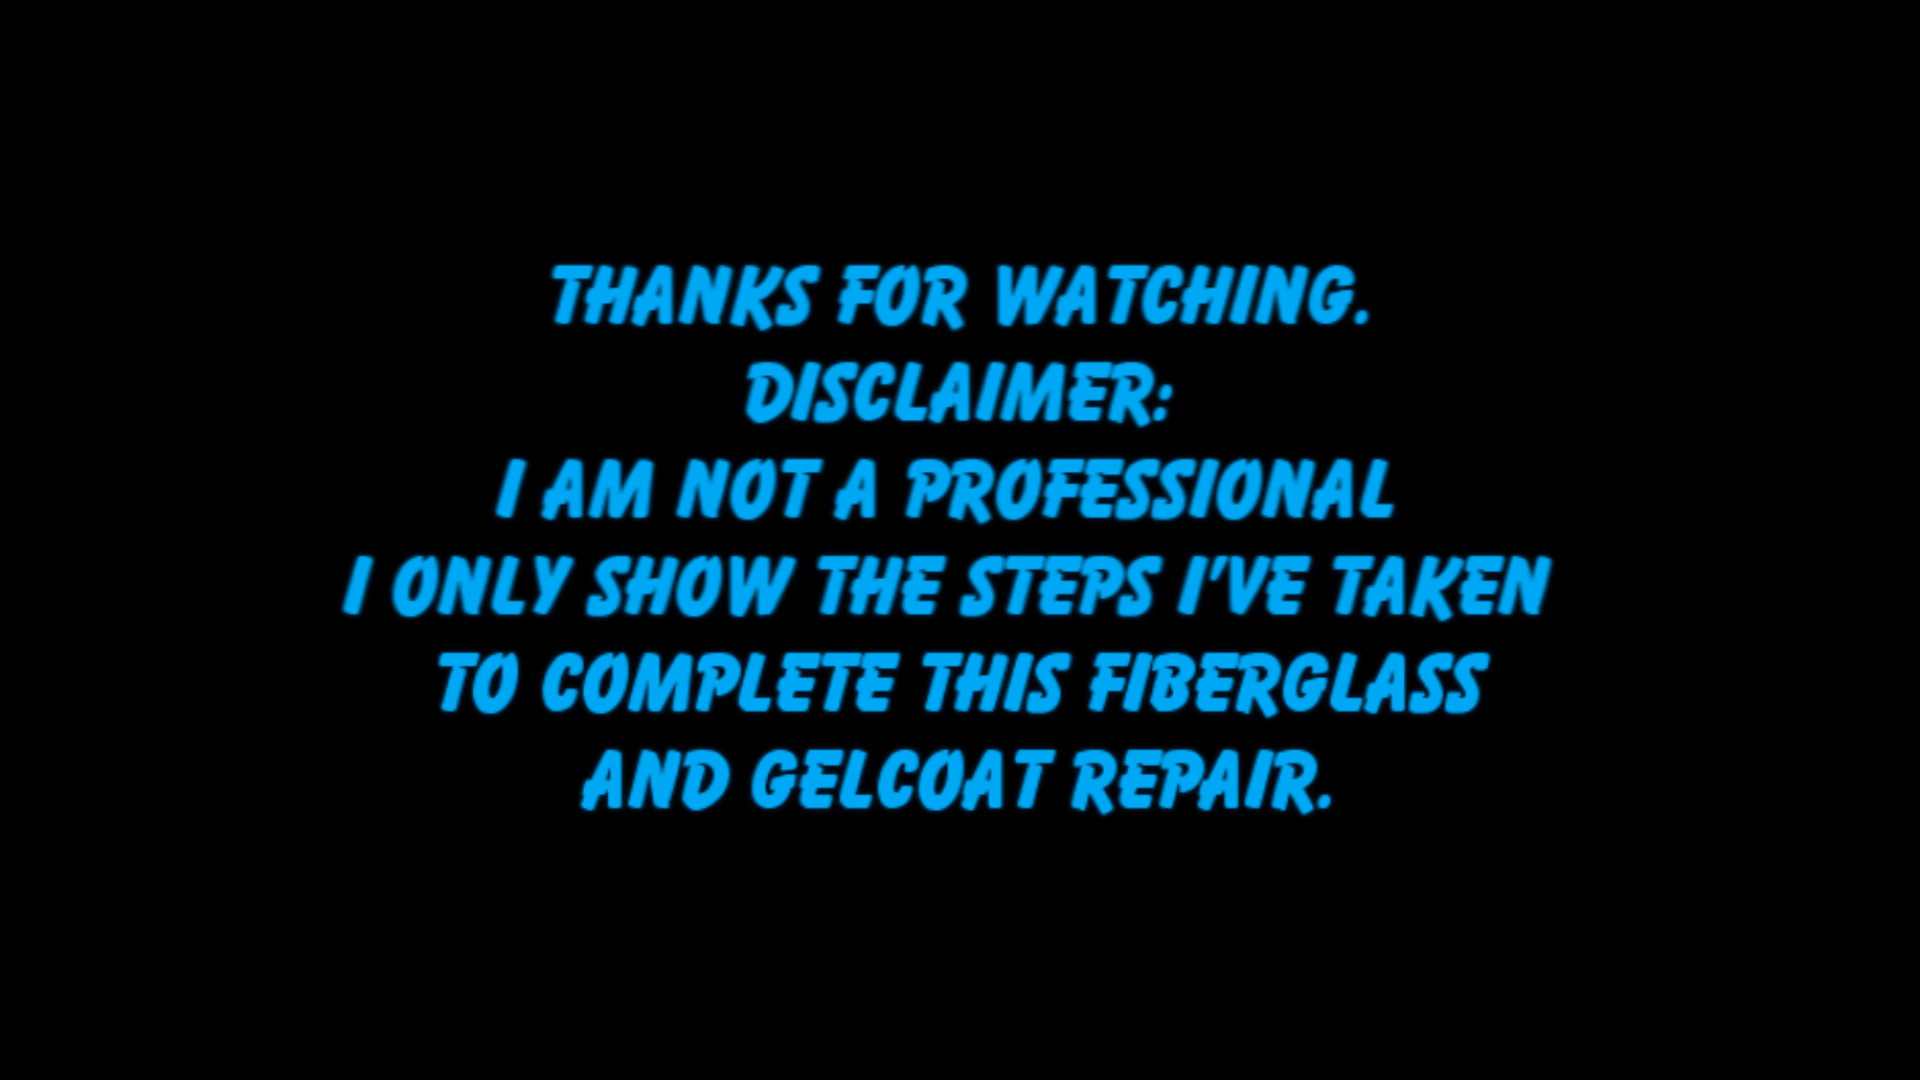 THANKS FOR WATCHING.
DISCLAIMER:
I AM NOT A PROFESSIONAL
I ONLY SHOW THE STEPS I'VE TAKEN
TO COMPLETE THIS FIBERGLASS
AND GELCOAT REPAIR.